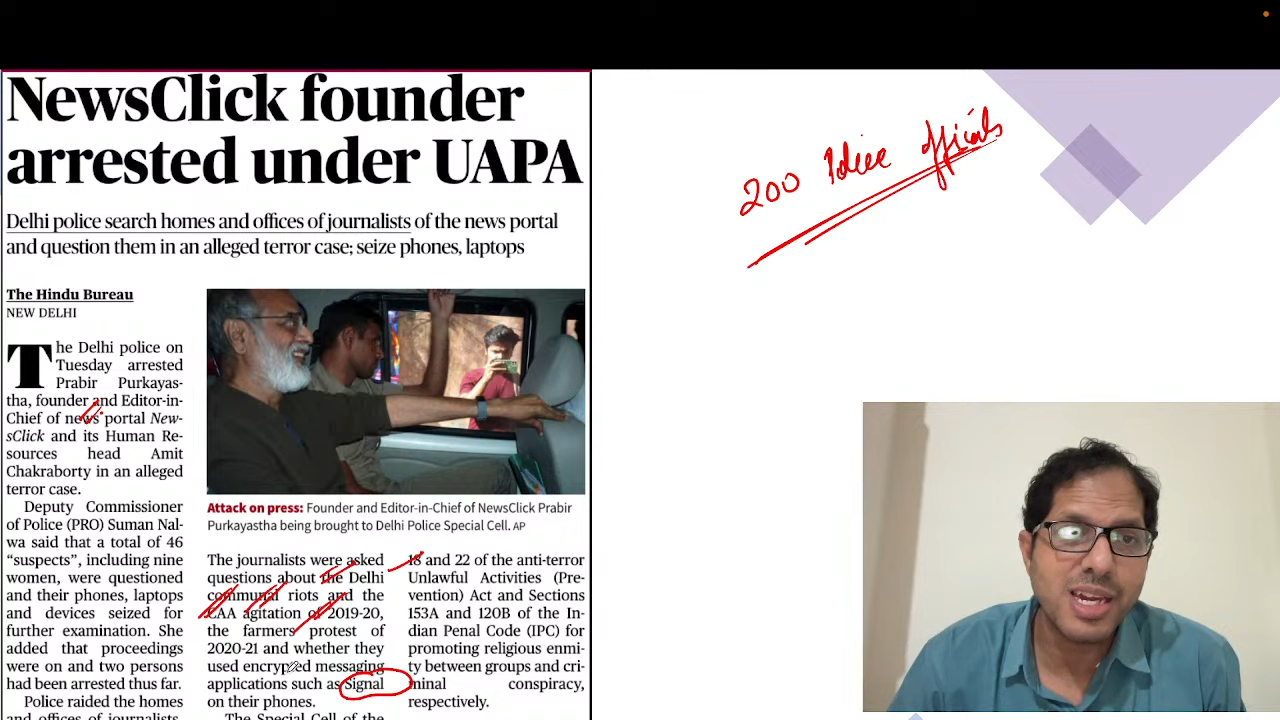 NewsClick founder
arrested under UAPA
Delhi police search homes and offices of journalists of the news portal
and question them in an alleged terror case; seize phones, laptops
The Hindu Bureau
NEW DELHI
The Delhi police on
Tuesday arrested
Prabir Purkayas-
tha, founder and Editor-in-
Chief of news portal New-
sClick and its Human Re-
sources head Amit
Chakraborty in an alleged
terror case.
Deputy Commissioner
of Police (PRO) Suman Nal-
wa said that a total of 46
“suspects”, including nine
women, were questioned
and their phones, laptops
and devices seized for
further examination. She
added that proceedings
were on and two persons
had been arrested thus far.
Police raided the homes
and offices of journalists,
Attack on press: Founder and Editor-in-Chief of NewsClick Prabir
Purkayastha being brought to Delhi Police Special Cell. AP
The journalists were asked
questions about the Delhi
communal riots and the
CAA agitation of 2019-20,
the farmers protest of
2020-21 and whether they
used encrypted messaging
applications such as Signal
on their phones.
The Special Cell of the
18 and 22 of the anti-terror
Unlawful Activities (Pre-
vention) Act and Sections
153A and 120B of the In-
dian Penal Code (IPC) for
promoting religious enmi-
ty between groups and cri-
minal conspiracy,
respectively.
200 Police officials